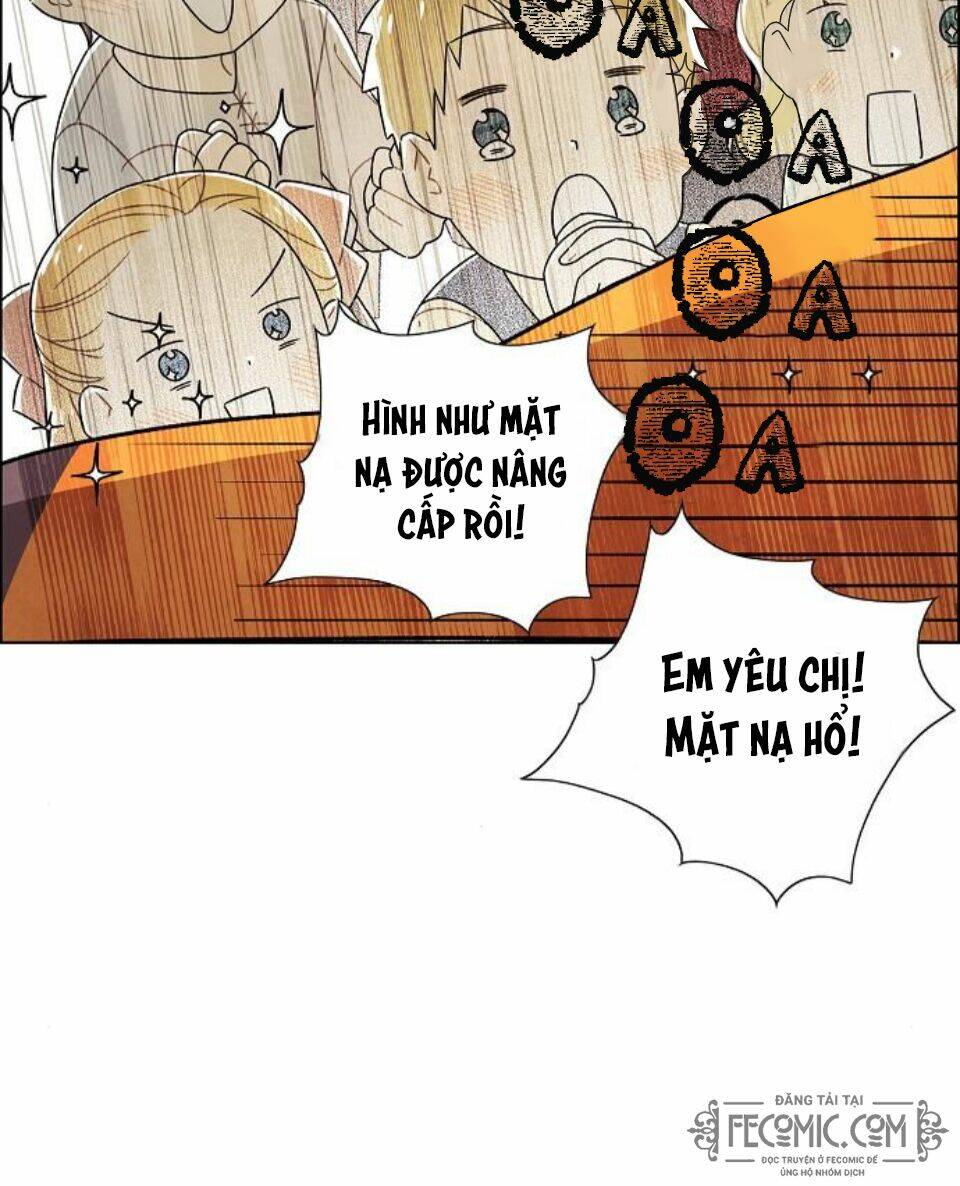 OA
OA
OA
OA
HÌNH NHƯ MẶT
NẠ ĐƯỢC NÂNG
CẤP RỒI!
EM YÊU CHỊ!
MẶT NẠ HỔ!
ĐĂNG TẢI TẠI
FECOMIC.COM
ĐỌC TRUYỆN Ở FECOMIC ĐỂ
ỦNG HỘ NHÓM DỊCH